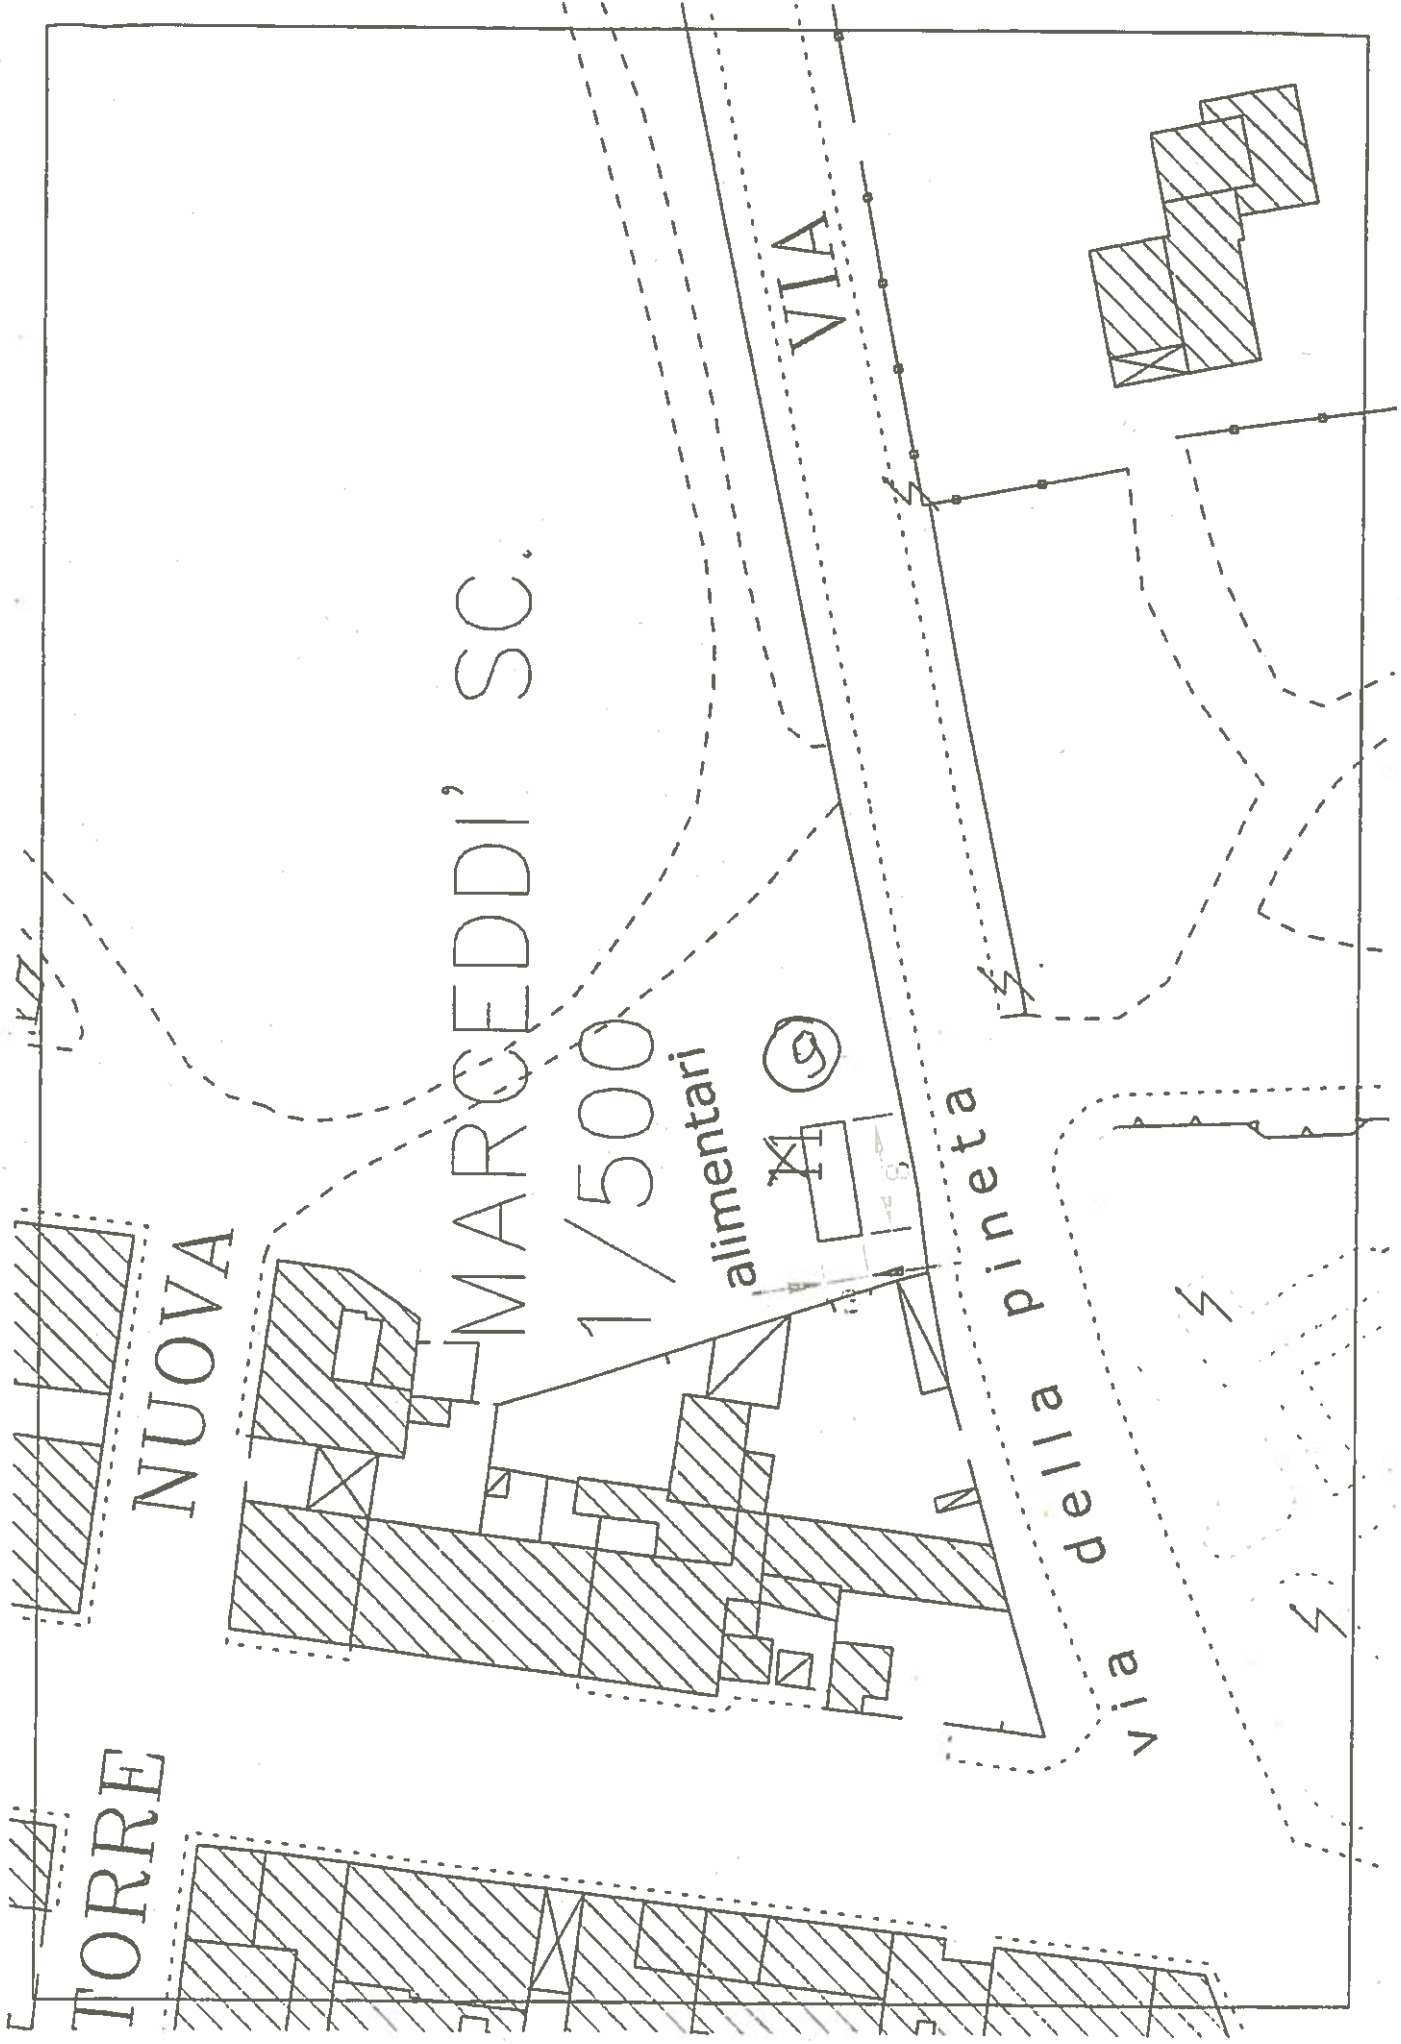 MARCEDDI' SC.
1/500
alimentari
9
TORRE
NUOVA
VIA
via della pineta